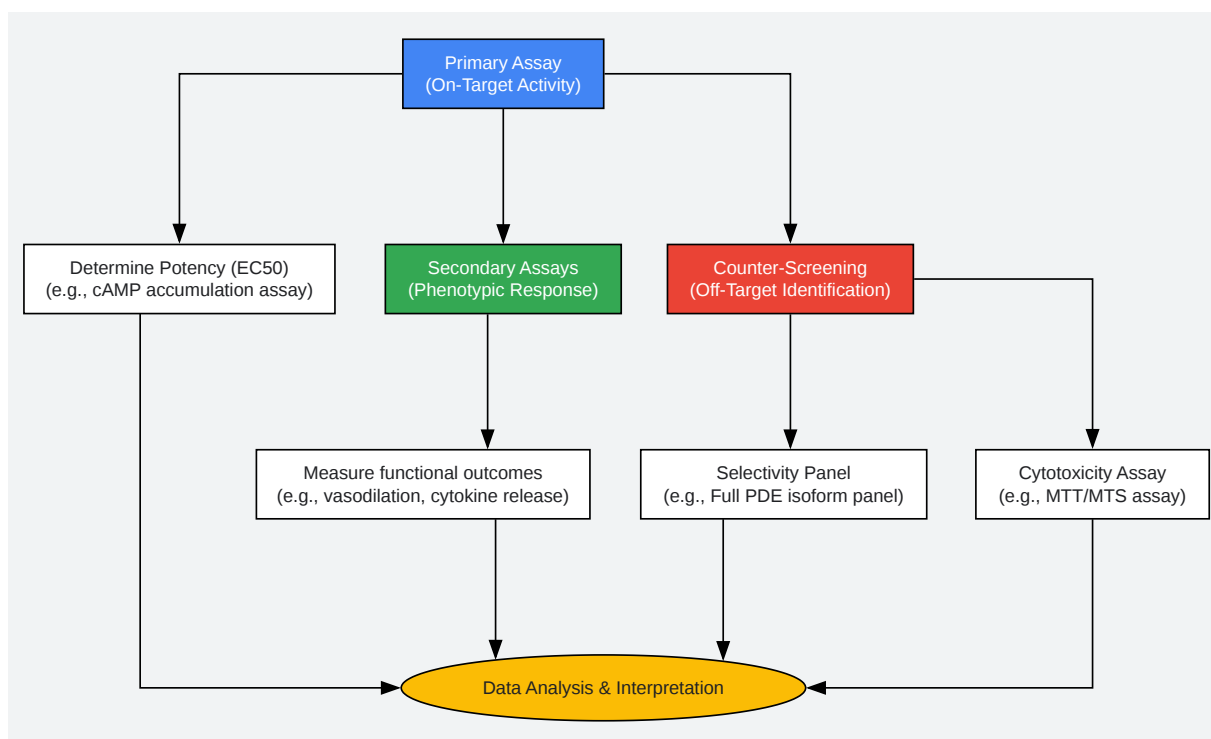 Primary Assay
(On-Target Activity)
Determine Potency (EC50)
(e.g., cAMP accumulation assay)
Secondary Assays
(Phenotypic Response)
Counter-Screening
(Off-Target Identification)
Measure functional outcomes
(e.g., vasodilation, cytokine release)
Selectivity Panel
(e.g., Full PDE isoform panel)
Cytotoxicity Assay
(e.g., MTT/MTS assay)
Data Analysis & Interpretation